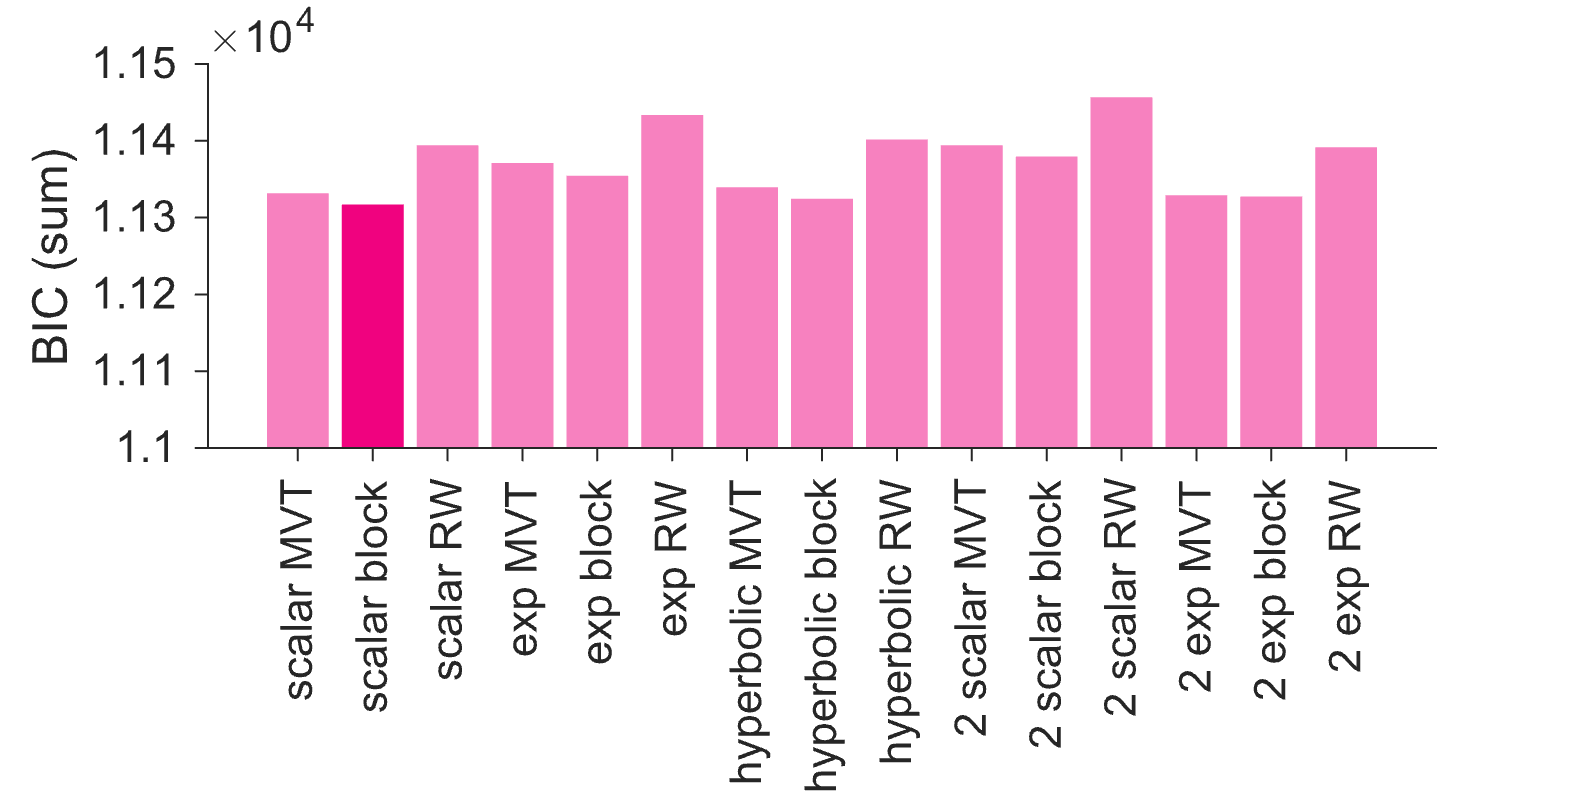 ×10⁴
1.15
1.14
1.13
1.12
1.11
1.1
BIC (sum)
scalar MVT
scalar block
scalar RW
exp MVT
exp block
exp RW
hyperbolic MVT
hyperbolic block
hyperbolic RW
2 scalar MVT
2 scalar block
2 scalar RW
2 exp MVT
2 exp block
2 exp RW